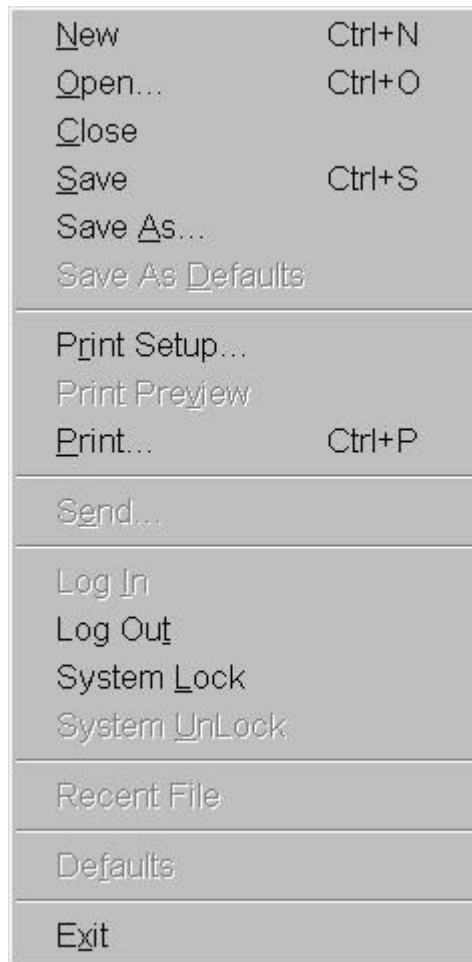 New Ctrl+N
Open... Ctrl+O
Close
Save Ctrl+S
Save As...
Save As Defaults
Print Setup...
Print Preview
Print... Ctrl+P
Send...
Log In
Log Out
System Lock
System UnLock
Recent File
Defaults
Exit